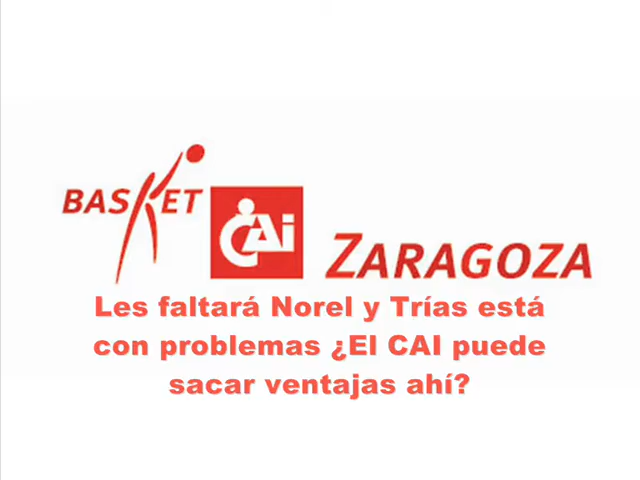 BASKET
CAi
ZARAGOZA
Les faltará Norel y Trías está
con problemas ¿El CAI puede
sacar ventajas ahí?